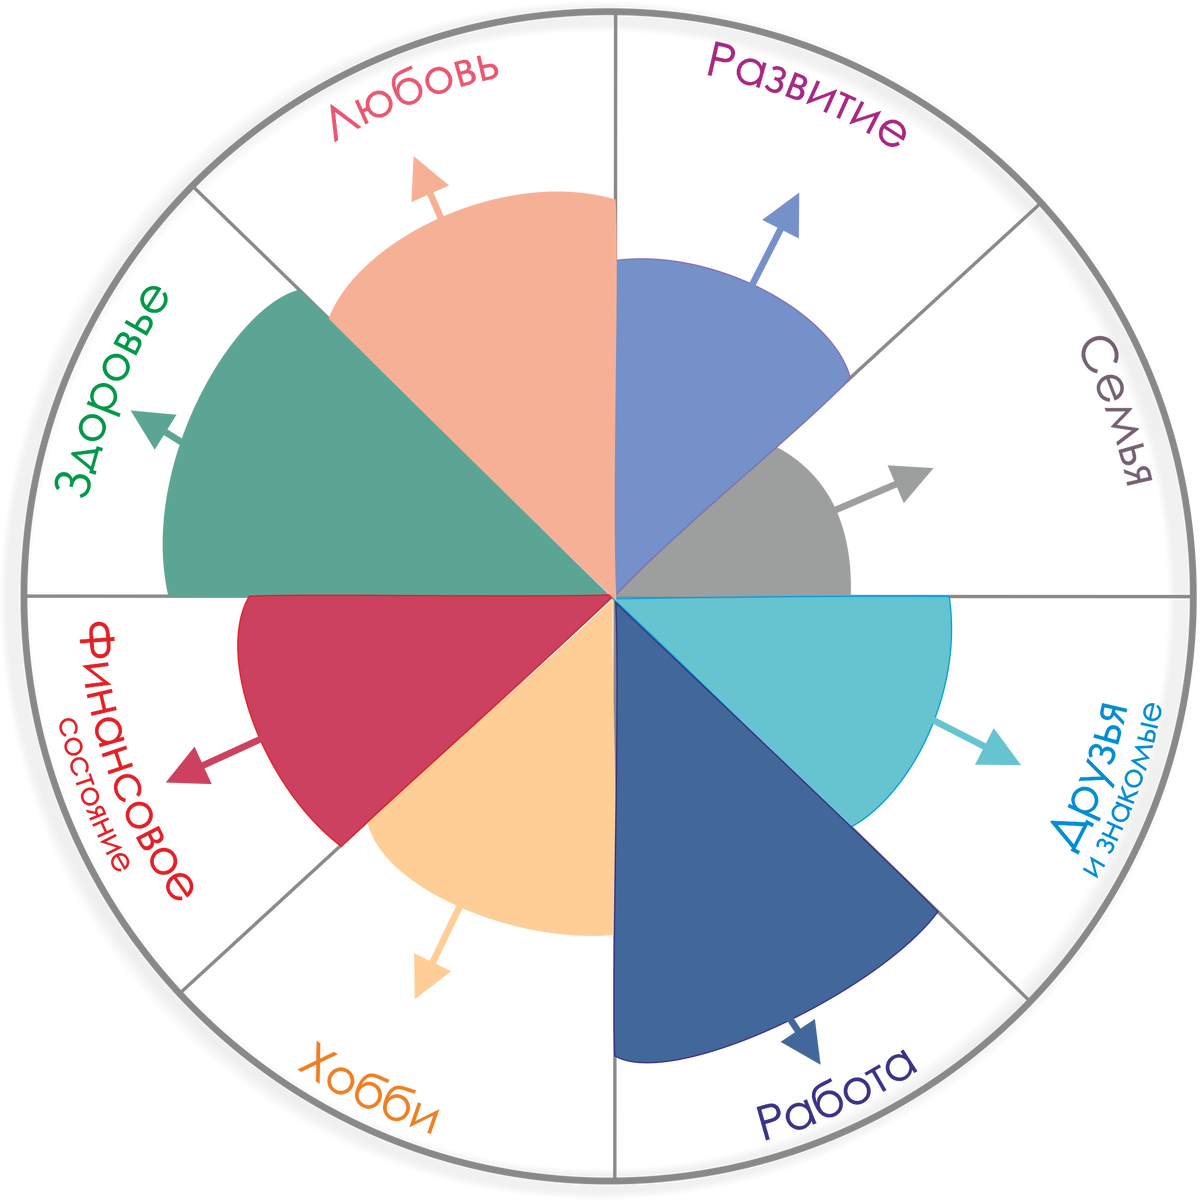 Любовь
Развитие
Семья
Друзья
и знакомые
Работа
Хобби
Финансовое
состояние
Здоровье